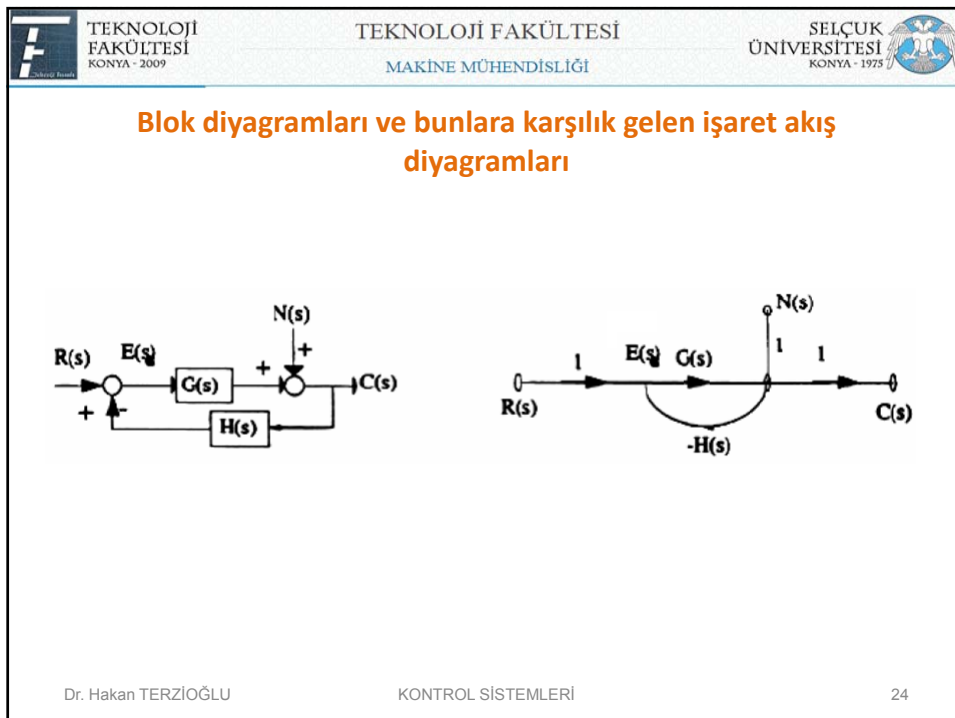 TEKNOLOJİ
FAKÜLTESİ
KONYA - 2009
TEKNOLOJİ FAKÜLTESİ
MAKİNE MÜHENDİSLİĞİ
SELÇUK
ÜNİVERSİTESİ
KONYA - 1975
Blok diyagramları ve bunlara karşılık gelen işaret akış
diyagramları
N(s)
R(s) E(s) + + C(s)
G(s)
+ -
H(s)
N(s)
1 E(s) G(s) 1 1
R(s) C(s)
-H(s)
Dr. Hakan TERZİOĞLU KONTROL SİSTEMLERİ 24